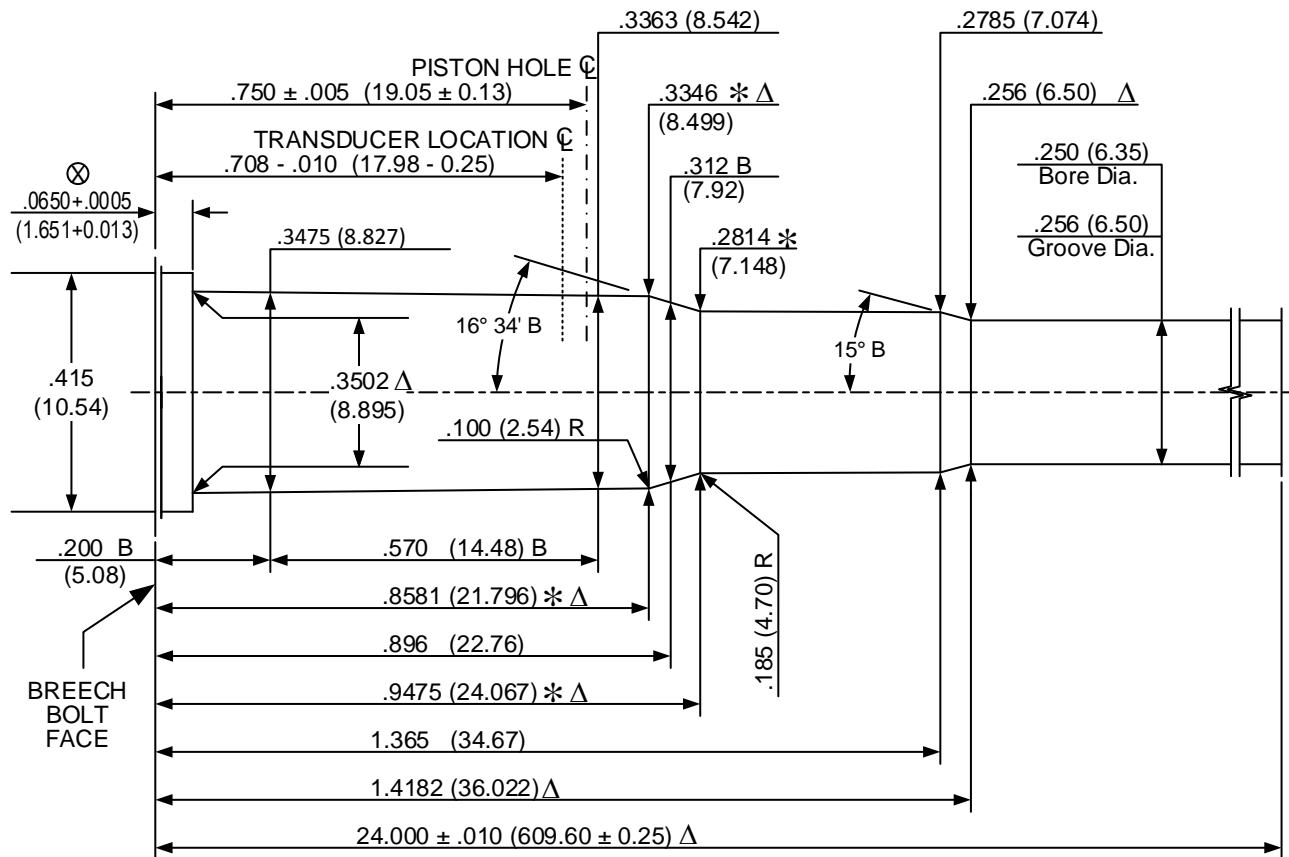 .3363 (8.542)
.2785 (7.074)
PISTON HOLE ℄
.750 ± .005 (19.05 ± 0.13)
.3346 * Δ
(8.499)
.256 (6.50) Δ
TRANSDUCER LOCATION ℄
.708 - .010 (17.98 - 0.25)
.312 B
(7.92)
.250 (6.35)
Bore Dia.
⊗
.0650+.0005
(1.651+0.013)
.3475 (8.827)
.2814 *
(7.148)
.256 (6.50)
Groove Dia.
16° 34' B
15° B
.415
(10.54)
.3502 Δ
(8.895)
.100 (2.54) R
.200 B
(5.08)
.570 (14.48) B
.185 (4.70) R
.8581 (21.796) * Δ
.896 (22.76)
.9475 (24.067) * Δ
BREECH
BOLT
FACE
1.365 (34.67)
1.4182 (36.022) Δ
24.000 ± .010 (609.60 ± 0.25) Δ